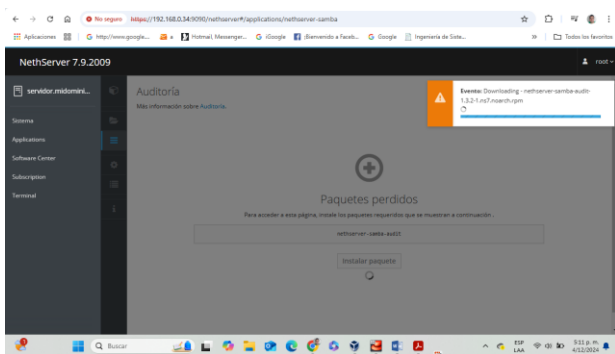 No seguro https://192.168.0.34:9090/nethserver#/applications/nethserver-samba
Aplicaciones http://www.google... a Hotmail, Messenger... iGoogle ¡Bienvenido a Faceb... Google Ingeniería de Siste... » Todos los favoritos
NethServer 7.9.2009 root
servidor.midomini...
Sistema
Applications
Software Center
Subscription
Terminal
Auditoría
Más información sobre Auditoría.
Evento: Downloading - nethserver-samba-audit-
1.3.2-1.ns7.noarch.rpm
Paquetes perdidos
Para acceder a esta página, instale los paquetes requeridos que se muestran a continuación .
nethserver-samba-audit
Instalar paquete
Buscar
ESP
LAA
3:11 p. m.
4/12/2024